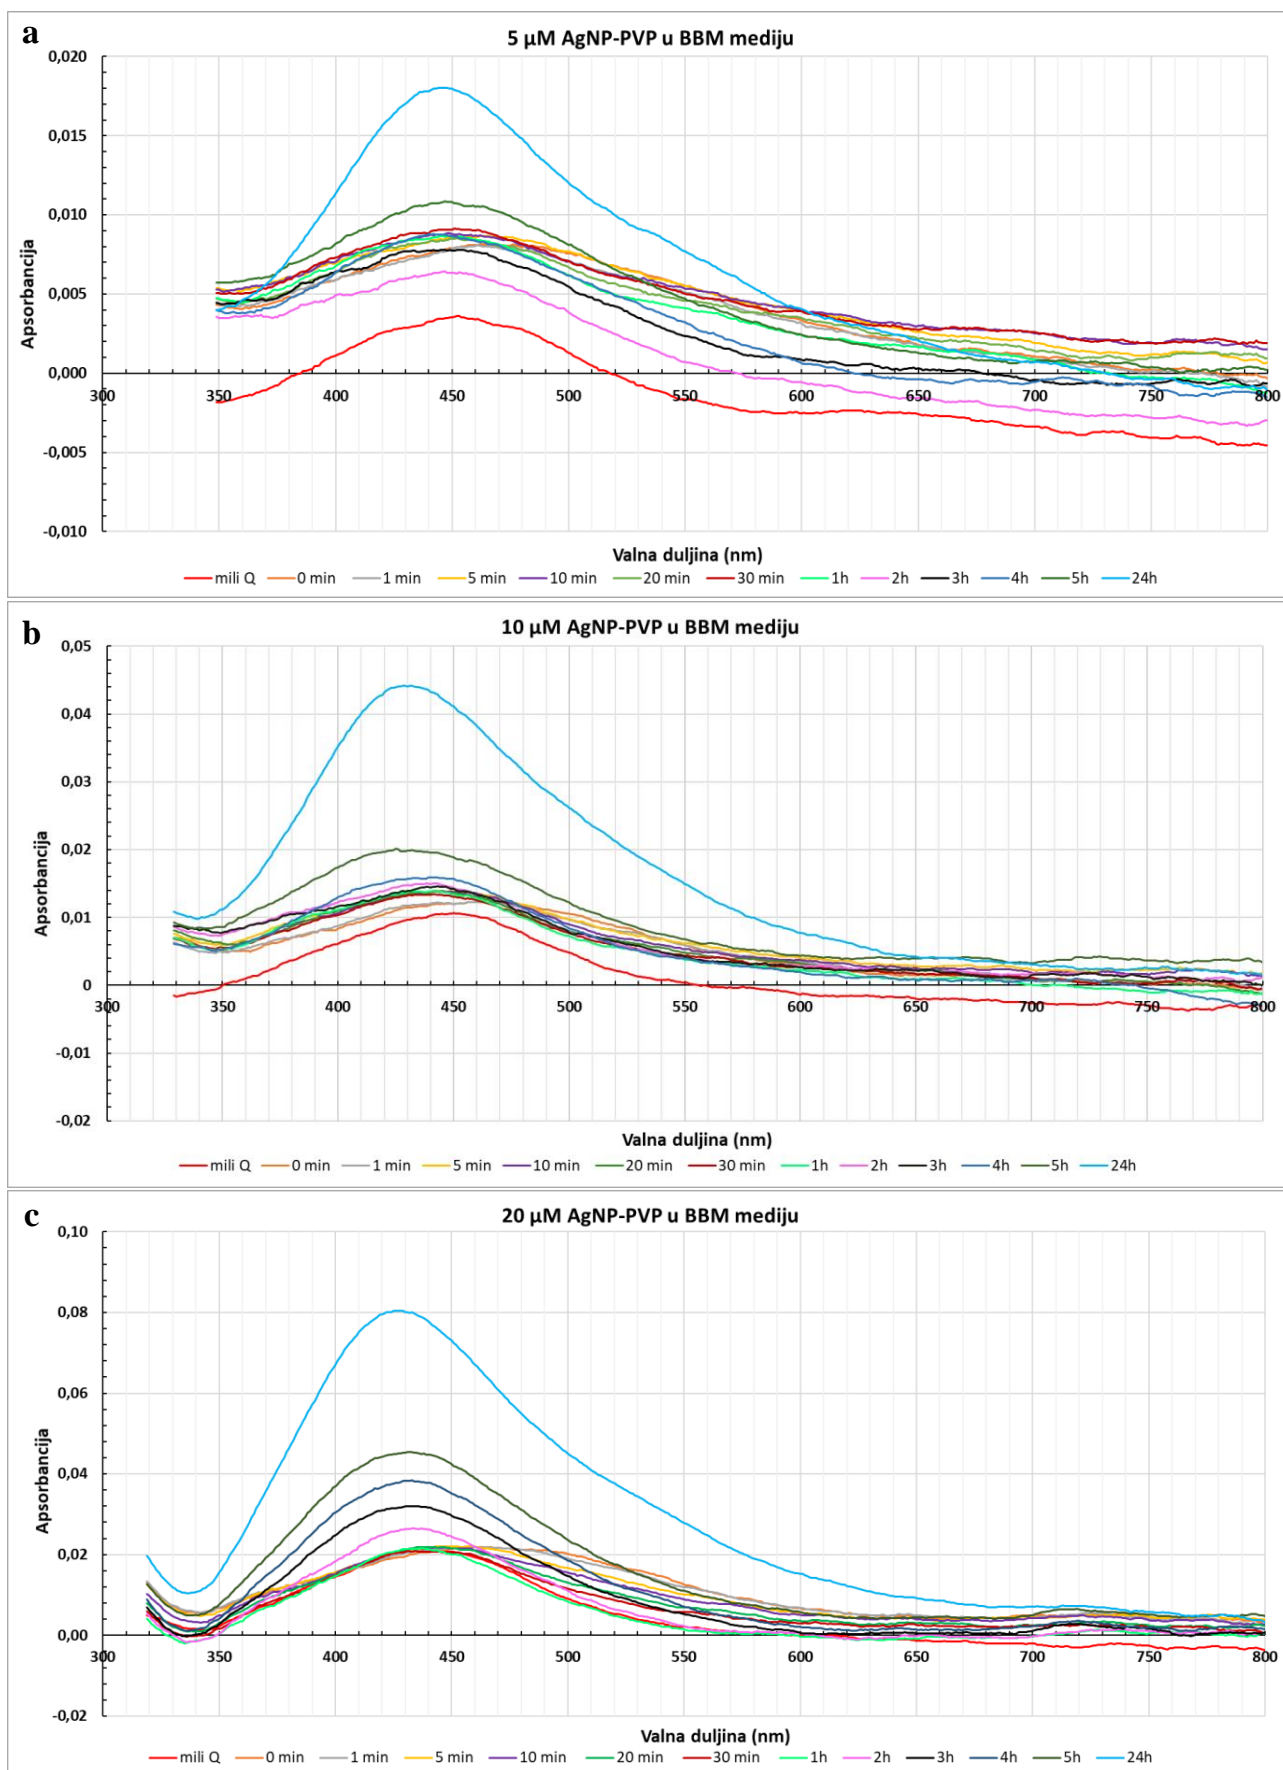 a
5 µM AgNP-PVP u BBM mediju
0,020
0,015
0,010
0,005
0,000
-0,005
-0,010
Apsorbancija
300 350 400 450 500 550 600 650 700 750 800
Valna duljina (nm)
mili Q 0 min 1 min 5 min 10 min 20 min 30 min 1h 2h 3h 4h 5h 24h
b
10 µM AgNP-PVP u BBM mediju
0,05
0,04
0,03
0,02
0,01
0
-0,01
-0,02
Apsorbancija
300 350 400 450 500 550 600 650 700 750 800
Valna duljina (nm)
mili Q 0 min 1 min 5 min 10 min 20 min 30 min 1h 2h 3h 4h 5h 24h
c
20 µM AgNP-PVP u BBM mediju
0,10
0,08
0,06
0,04
0,02
0,00
-0,02
Apsorbancija
300 350 400 450 500 550 600 650 700 750 800
Valna duljina (nm)
mili Q 0 min 1 min 5 min 10 min 20 min 30 min 1h 2h 3h 4h 5h 24h